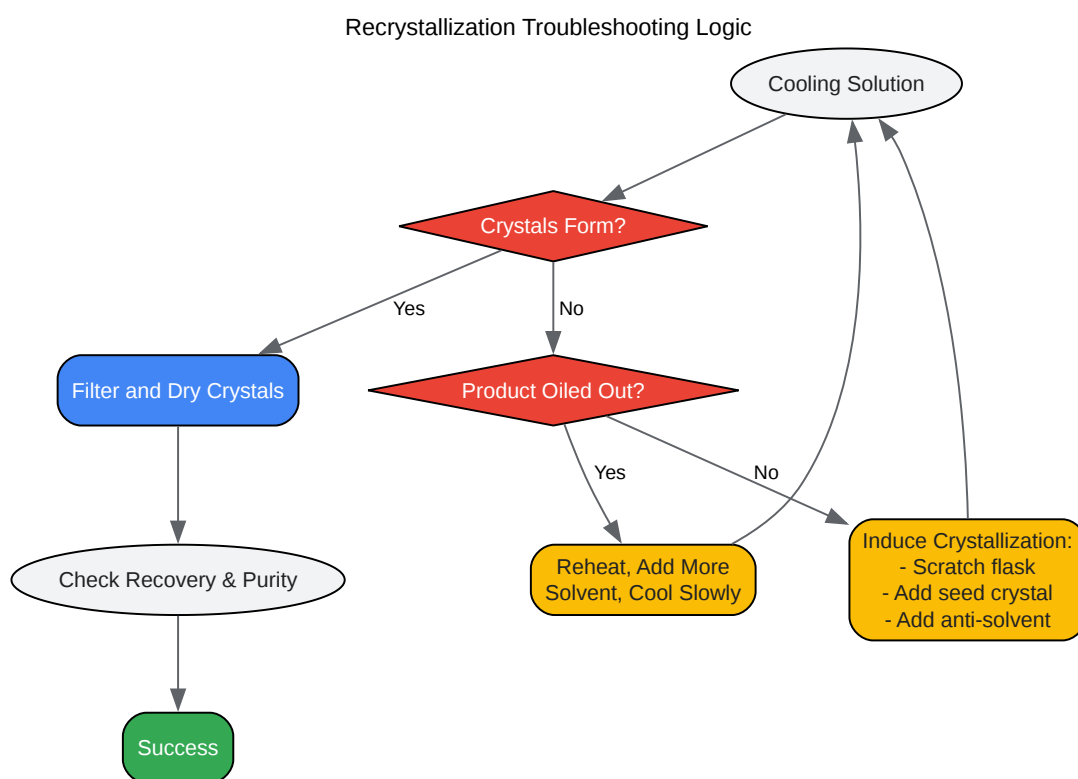 Recrystallization Troubleshooting Logic
Cooling Solution
Crystals Form?
Yes
No
Filter and Dry Crystals
Product Oiled Out?
Yes
No
Reheat, Add More
Solvent, Cool Slowly
Induce Crystallization:
- Scratch flask
- Add seed crystal
- Add anti-solvent
Check Recovery & Purity
Success